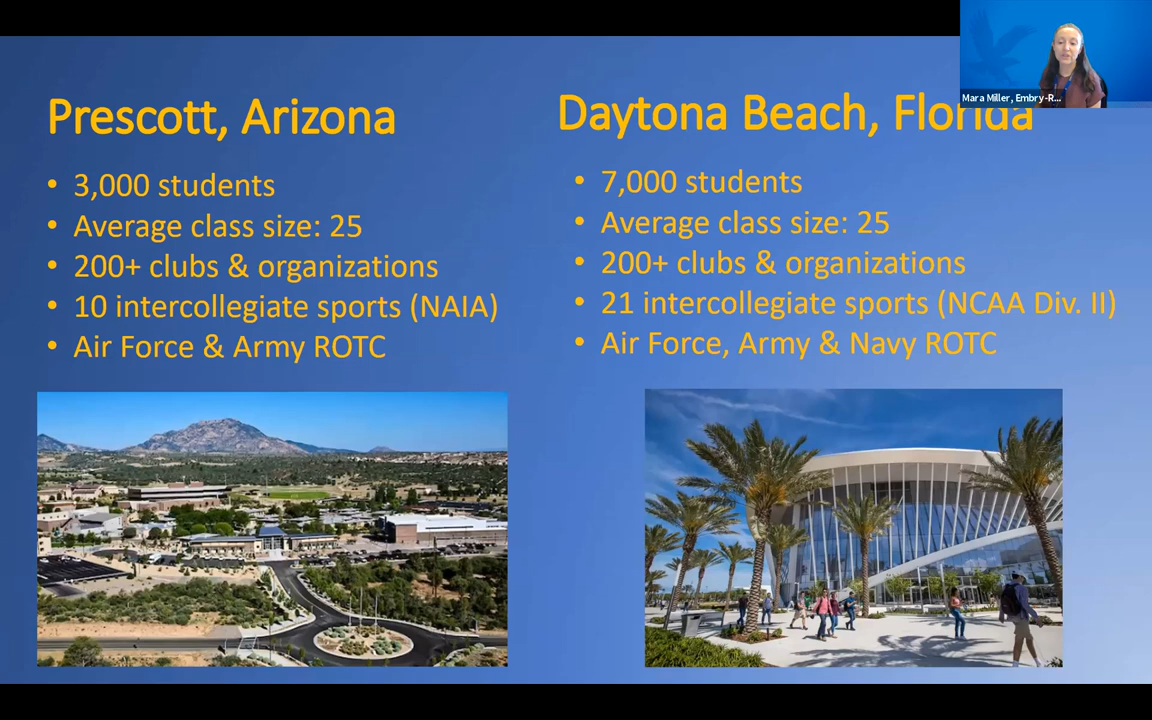 Prescott, Arizona
• 3,000 students
• Average class size: 25
• 200+ clubs & organizations
• 10 intercollegiate sports (NAIA)
• Air Force & Army ROTC
Daytona Beach, Florida
• 7,000 students
• Average class size: 25
• 200+ clubs & organizations
• 21 intercollegiate sports (NCAA Div. II)
• Air Force, Army & Navy ROTC
Mara Miller, Embry-R...